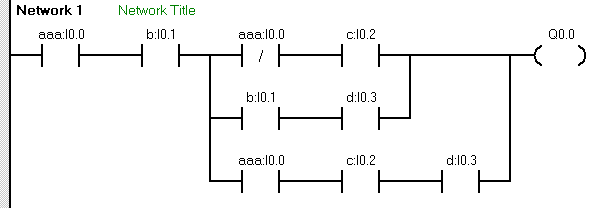 Network 1 Network Title
aaa:I0.0 b:I0.1 aaa:I0.0 c:I0.2 Q0.0
/
b:I0.1 d:I0.3
aaa:I0.0 c:I0.2 d:I0.3